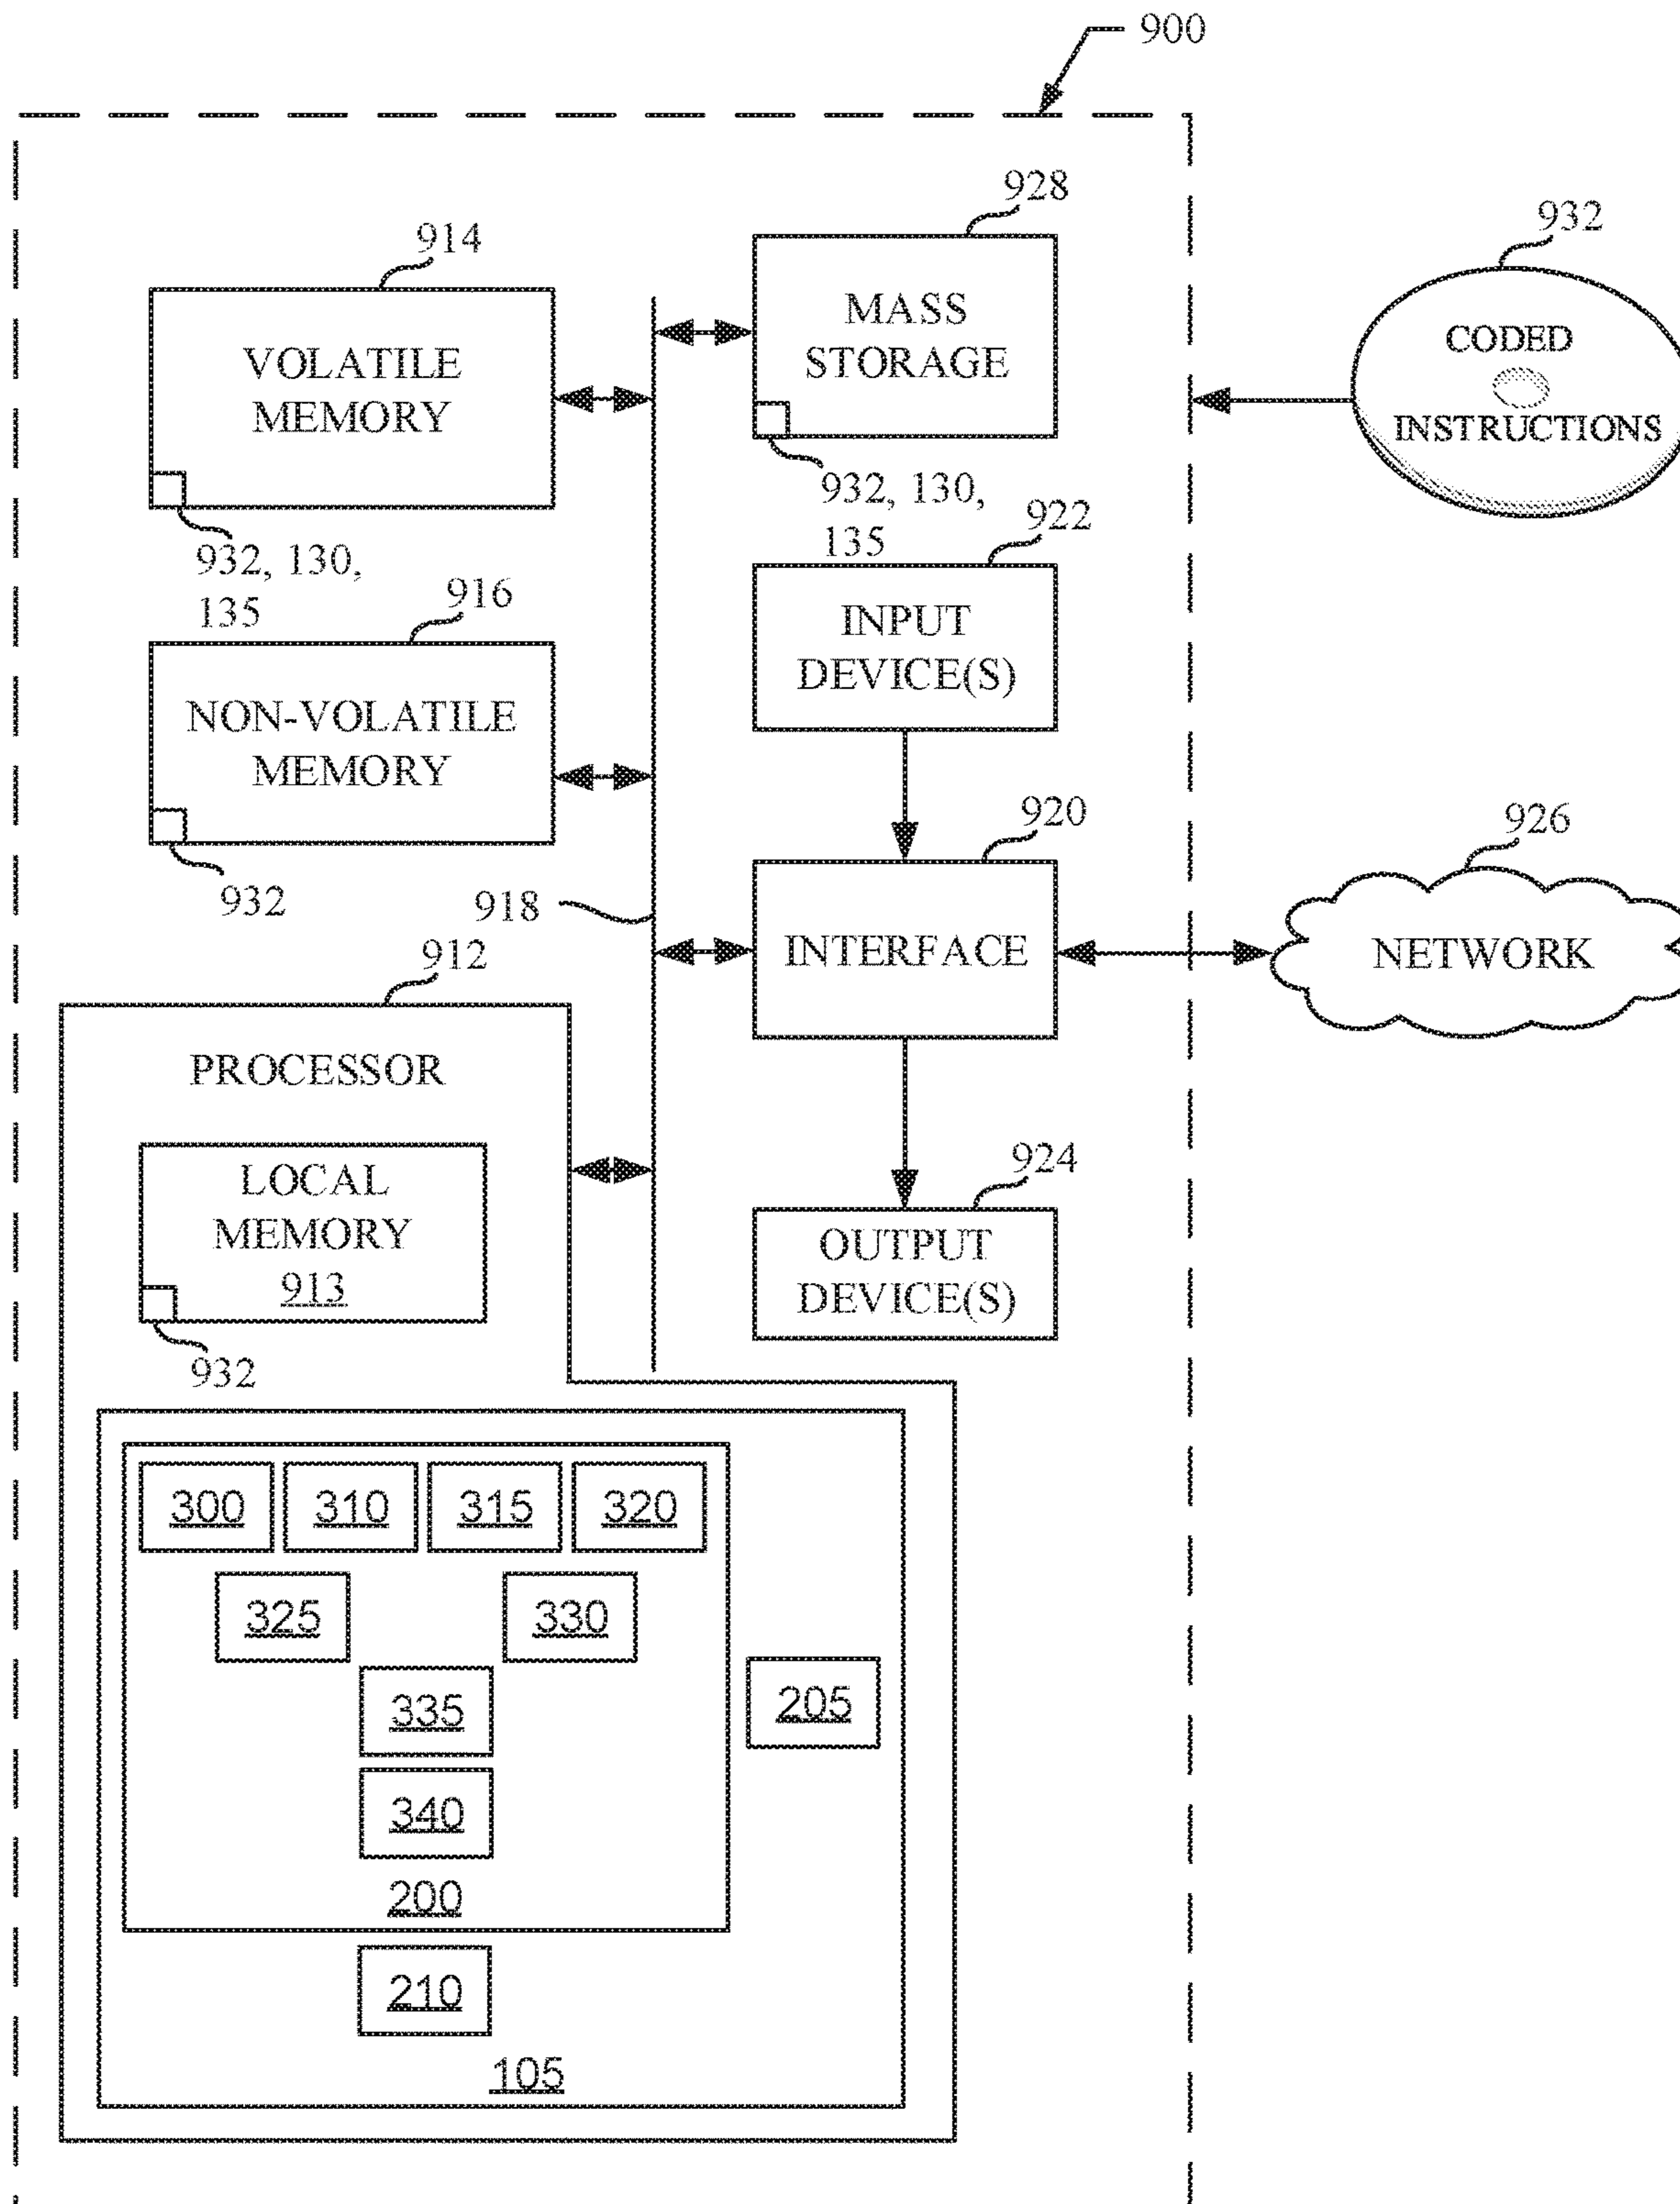 900
928
932
914
MASS
STORAGE
CODED
INSTRUCTIONS
VOLATILE
MEMORY
932, 130,
135
932, 130,
135
922
916
INPUT
DEVICE(S)
NON-VOLATILE
MEMORY
920
926
932
918
INTERFACE
NETWORK
912
PROCESSOR
924
LOCAL
MEMORY
913
OUTPUT
DEVICE(S)
932
300 310 315 320
325 330
335
205
340
200
210
105